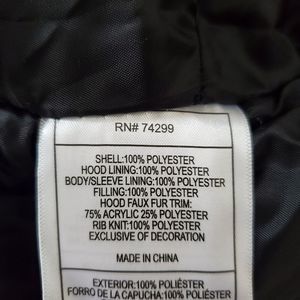 RN# 74299
SHELL:100% POLYESTER
HOOD LINING:100% POLYESTER
BODY/SLEEVE LINING:100% POLYESTER
FILLING:100% POLYESTER
HOOD FAUX FUR TRIM:
75% ACRYLIC 25% POLYESTER
RIB KNIT:100% POLYESTER
EXCLUSIVE OF DECORATION
MADE IN CHINA
EXTERIOR:100% POLIÉSTER
FORRO DE LA CAPUCHA:100% POLIÉSTER